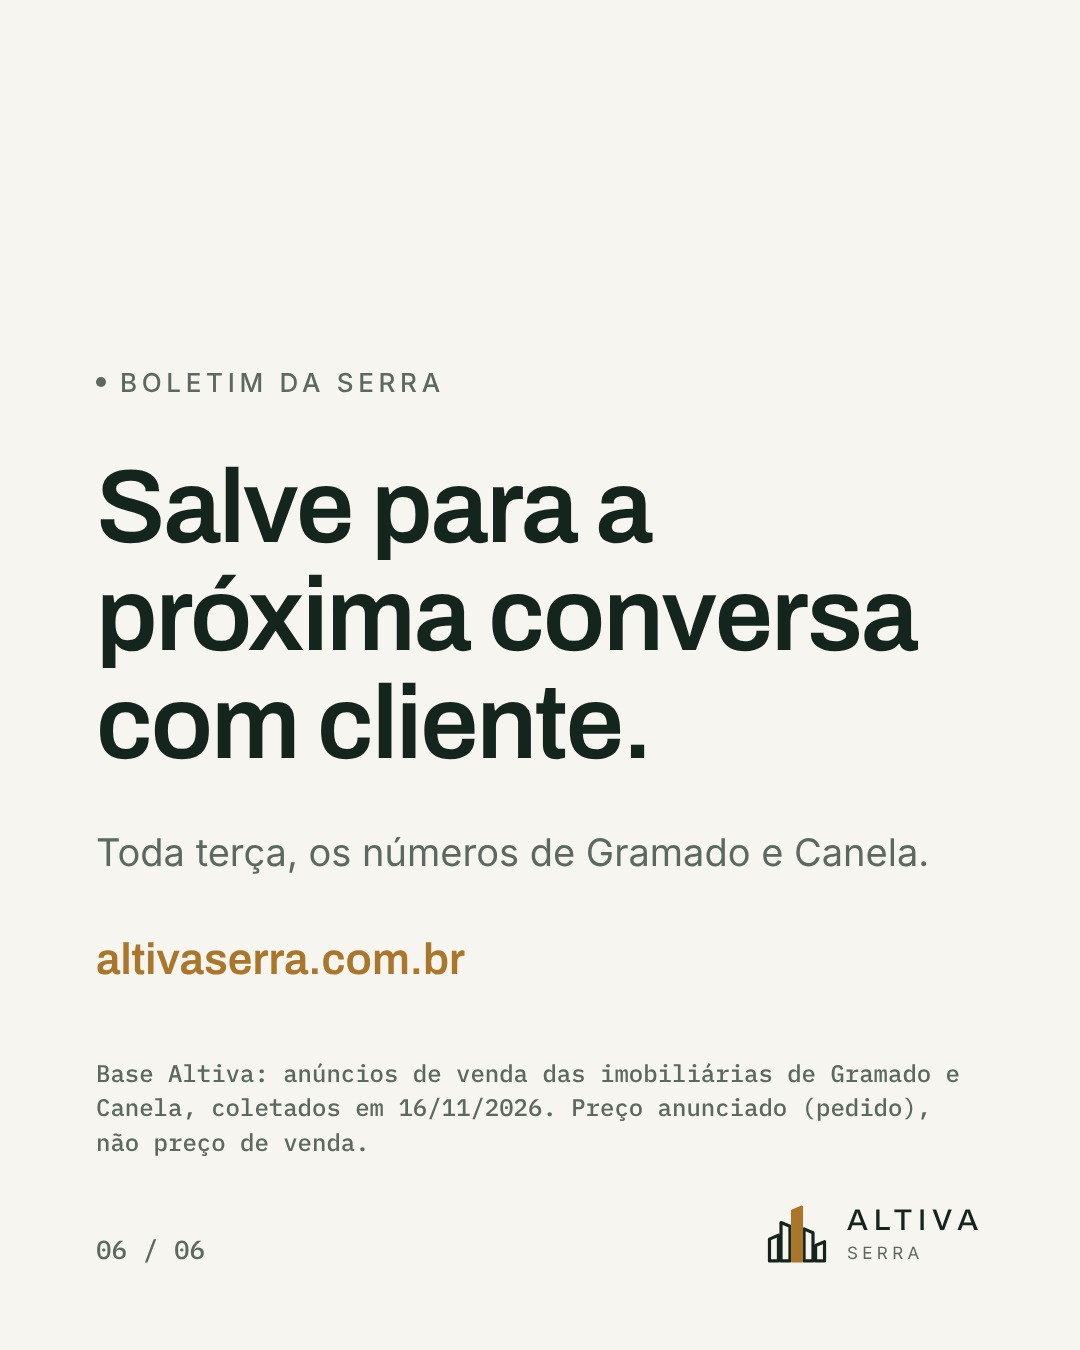 • BOLETIM DA SERRA
Salve para a
próxima conversa
com cliente.
Toda terça, os números de Gramado e Canela.
altivaserra.com.br
Base Altiva: anúncios de venda das imobiliárias de Gramado e
Canela, coletados em 16/11/2026. Preço anunciado (pedido),
não preço de venda.
06 / 06
ALTIVA
SERRA